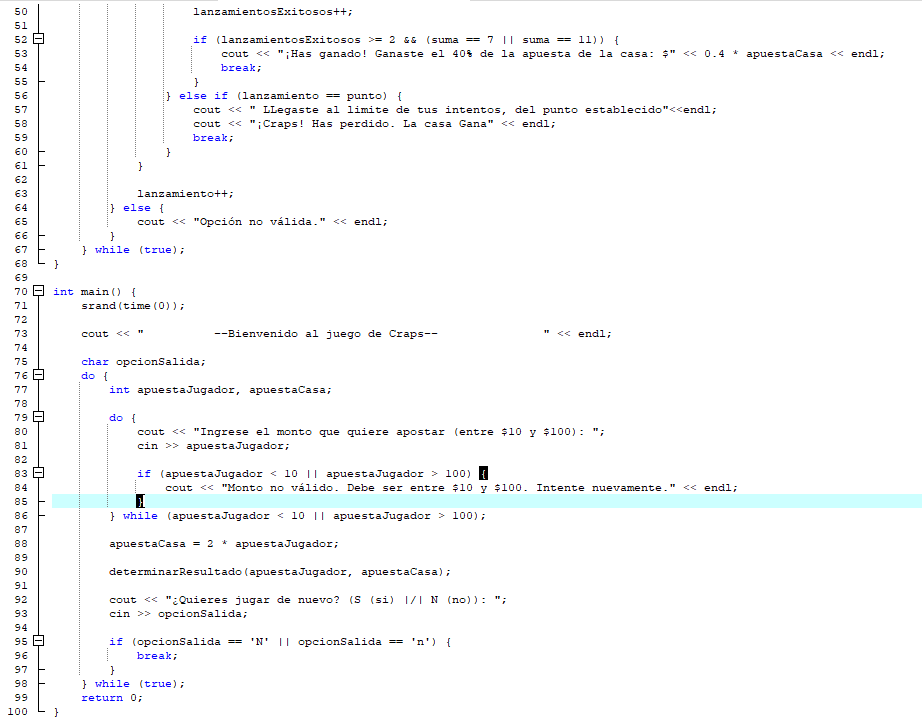 50 lanzamientosExitosos++;
51
52 if (lanzamientosExitosos >= 2 && (suma == 7 || suma == 11)) {
53 cout << "¡Has ganado! Ganaste el 40% de la apuesta de la casa: $" << 0.4 * apuestaCasa << endl;
54 break;
55 }
56 } else if (lanzamiento == punto) {
57 cout << " LLegaste al limite de tus intentos, del punto establecido"<<endl;
58 cout << "¡Craps! Has perdido. La casa Gana" << endl;
59 break;
60 }
61 }
62
63 lanzamiento++;
64 } else {
65 cout << "Opción no válida." << endl;
66 }
67 } while (true);
68 }
69
70 int main() {
71 srand(time(0));
72
73 cout << "          --Bienvenido al juego de Craps--               " << endl;
74
75 char opcionSalida;
76 do {
77 int apuestaJugador, apuestaCasa;
78
79 do {
80 cout << "Ingrese el monto que quiere apostar (entre $10 y $100): ";
81 cin >> apuestaJugador;
82
83 if (apuestaJugador < 10 || apuestaJugador > 100) {
84 cout << "Monto no válido. Debe ser entre $10 y $100. Intente nuevamente." << endl;
85 }
86 } while (apuestaJugador < 10 || apuestaJugador > 100);
87
88 apuestaCasa = 2 * apuestaJugador;
89
90 determinarResultado(apuestaJugador, apuestaCasa);
91
92 cout << "¿Quieres jugar de nuevo? (S (si) |/| N (no)): ";
93 cin >> opcionSalida;
94
95 if (opcionSalida == 'N' || opcionSalida == 'n') {
96 break;
97 }
98 } while (true);
99 return 0;
100 }